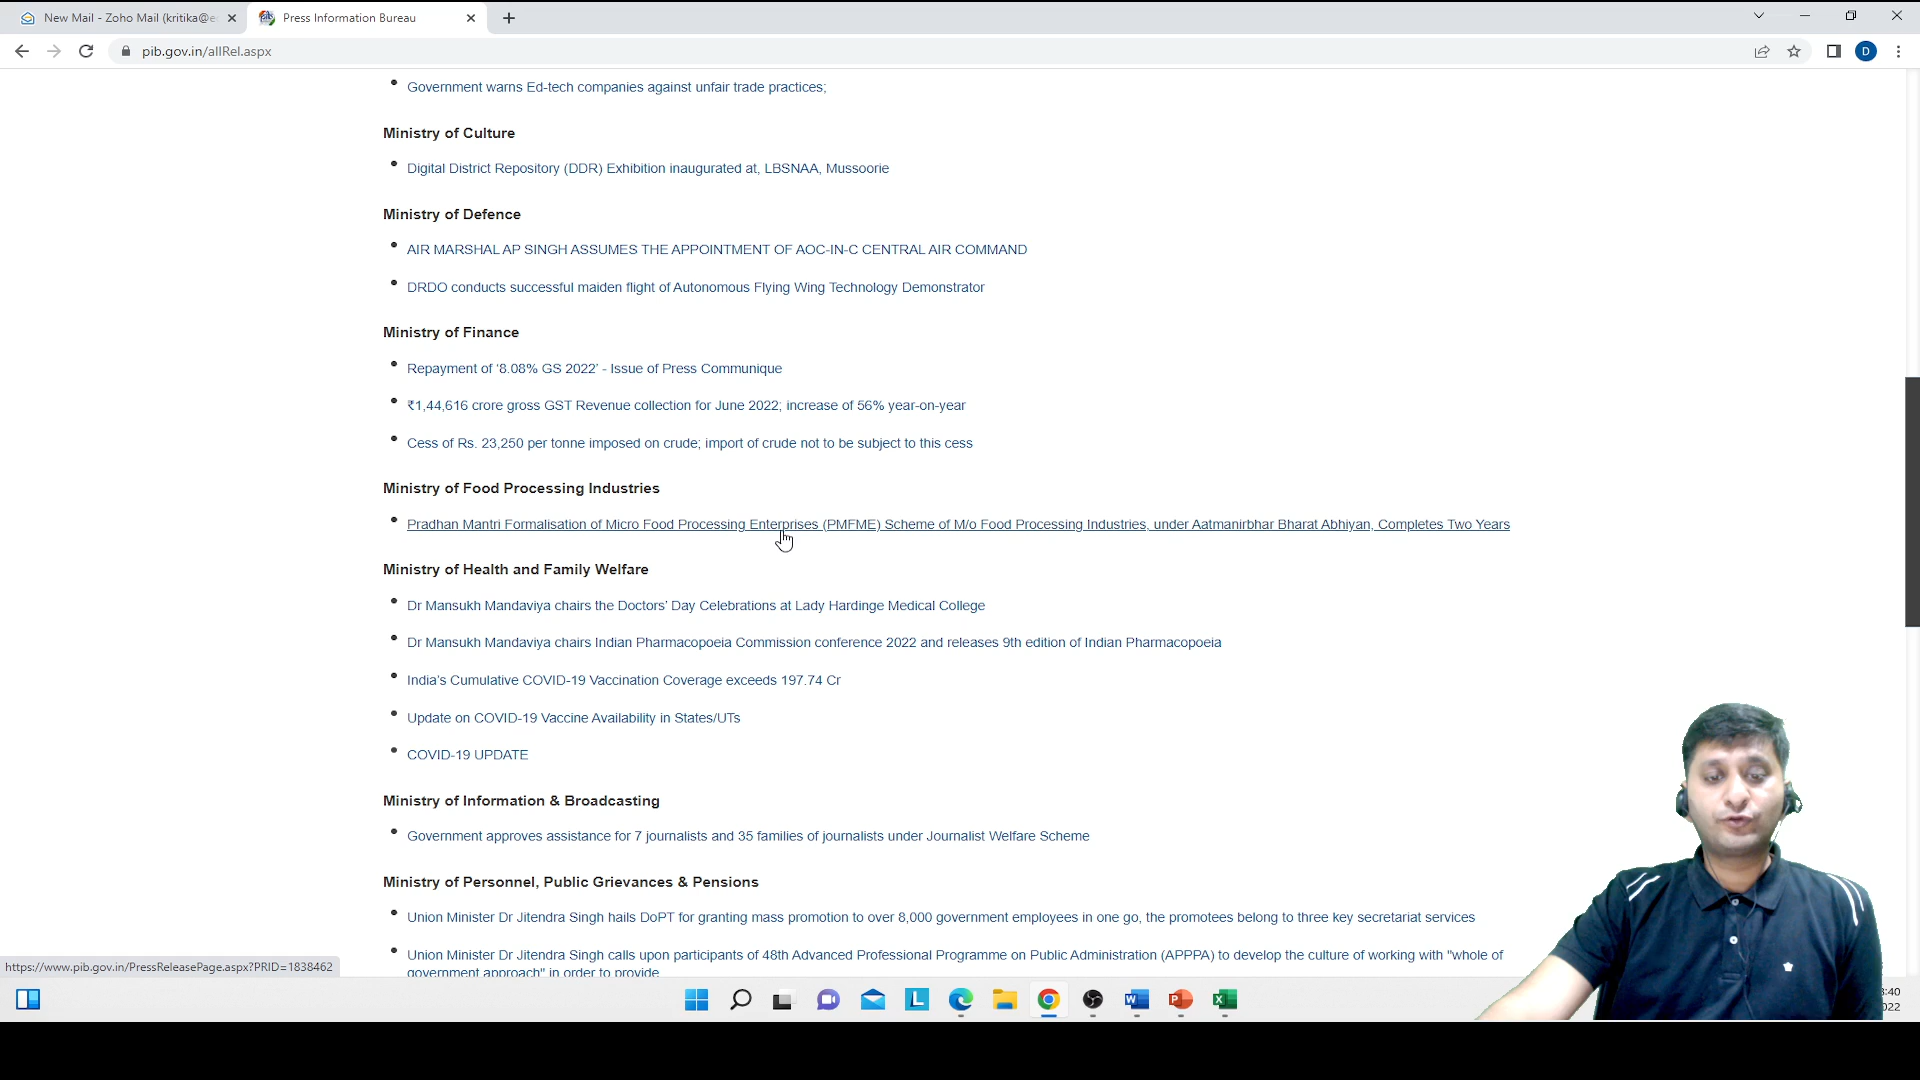 New Mail - Zoho Mail (kritika@e
Press Information Bureau
pib.gov.in/allRel.aspx
D
Government warns Ed-tech companies against unfair trade practices;
Ministry of Culture
Digital District Repository (DDR) Exhibition inaugurated at, LBSNAA, Mussoorie
Ministry of Defence
AIR MARSHAL AP SINGH ASSUMES THE APPOINTMENT OF AOC-IN-C CENTRAL AIR COMMAND
DRDO conducts successful maiden flight of Autonomous Flying Wing Technology Demonstrator
Ministry of Finance
Repayment of '8.08% GS 2022' - Issue of Press Communique
₹1,44,616 crore gross GST Revenue collection for June 2022; increase of 56% year-on-year
Cess of Rs. 23,250 per tonne imposed on crude; import of crude not to be subject to this cess
Ministry of Food Processing Industries
Pradhan Mantri Formalisation of Micro Food Processing Enterprises (PMFME) Scheme of M/o Food Processing Industries, under Aatmanirbhar Bharat Abhiyan, Completes Two Years
Ministry of Health and Family Welfare
Dr Mansukh Mandaviya chairs the Doctors' Day Celebrations at Lady Hardinge Medical College
Dr Mansukh Mandaviya chairs Indian Pharmacopoeia Commission conference 2022 and releases 9th edition of Indian Pharmacopoeia
India's Cumulative COVID-19 Vaccination Coverage exceeds 197.74 Cr
Update on COVID-19 Vaccine Availability in States/UTs
COVID-19 UPDATE
Ministry of Information & Broadcasting
Government approves assistance for 7 journalists and 35 families of journalists under Journalist Welfare Scheme
Ministry of Personnel, Public Grievances & Pensions
Union Minister Dr Jitendra Singh hails DoPT for granting mass promotion to over 8,000 government employees in one go, the promotees belong to three key secretariat services
Union Minister Dr Jitendra Singh calls upon participants of 48th Advanced Professional Programme on Public Administration (APPPA) to develop the culture of working with "whole of
government approach" in order to provide
https://www.pib.gov.in/PressReleasePage.aspx?PRID=1838462
L
W
P
X
:40
022